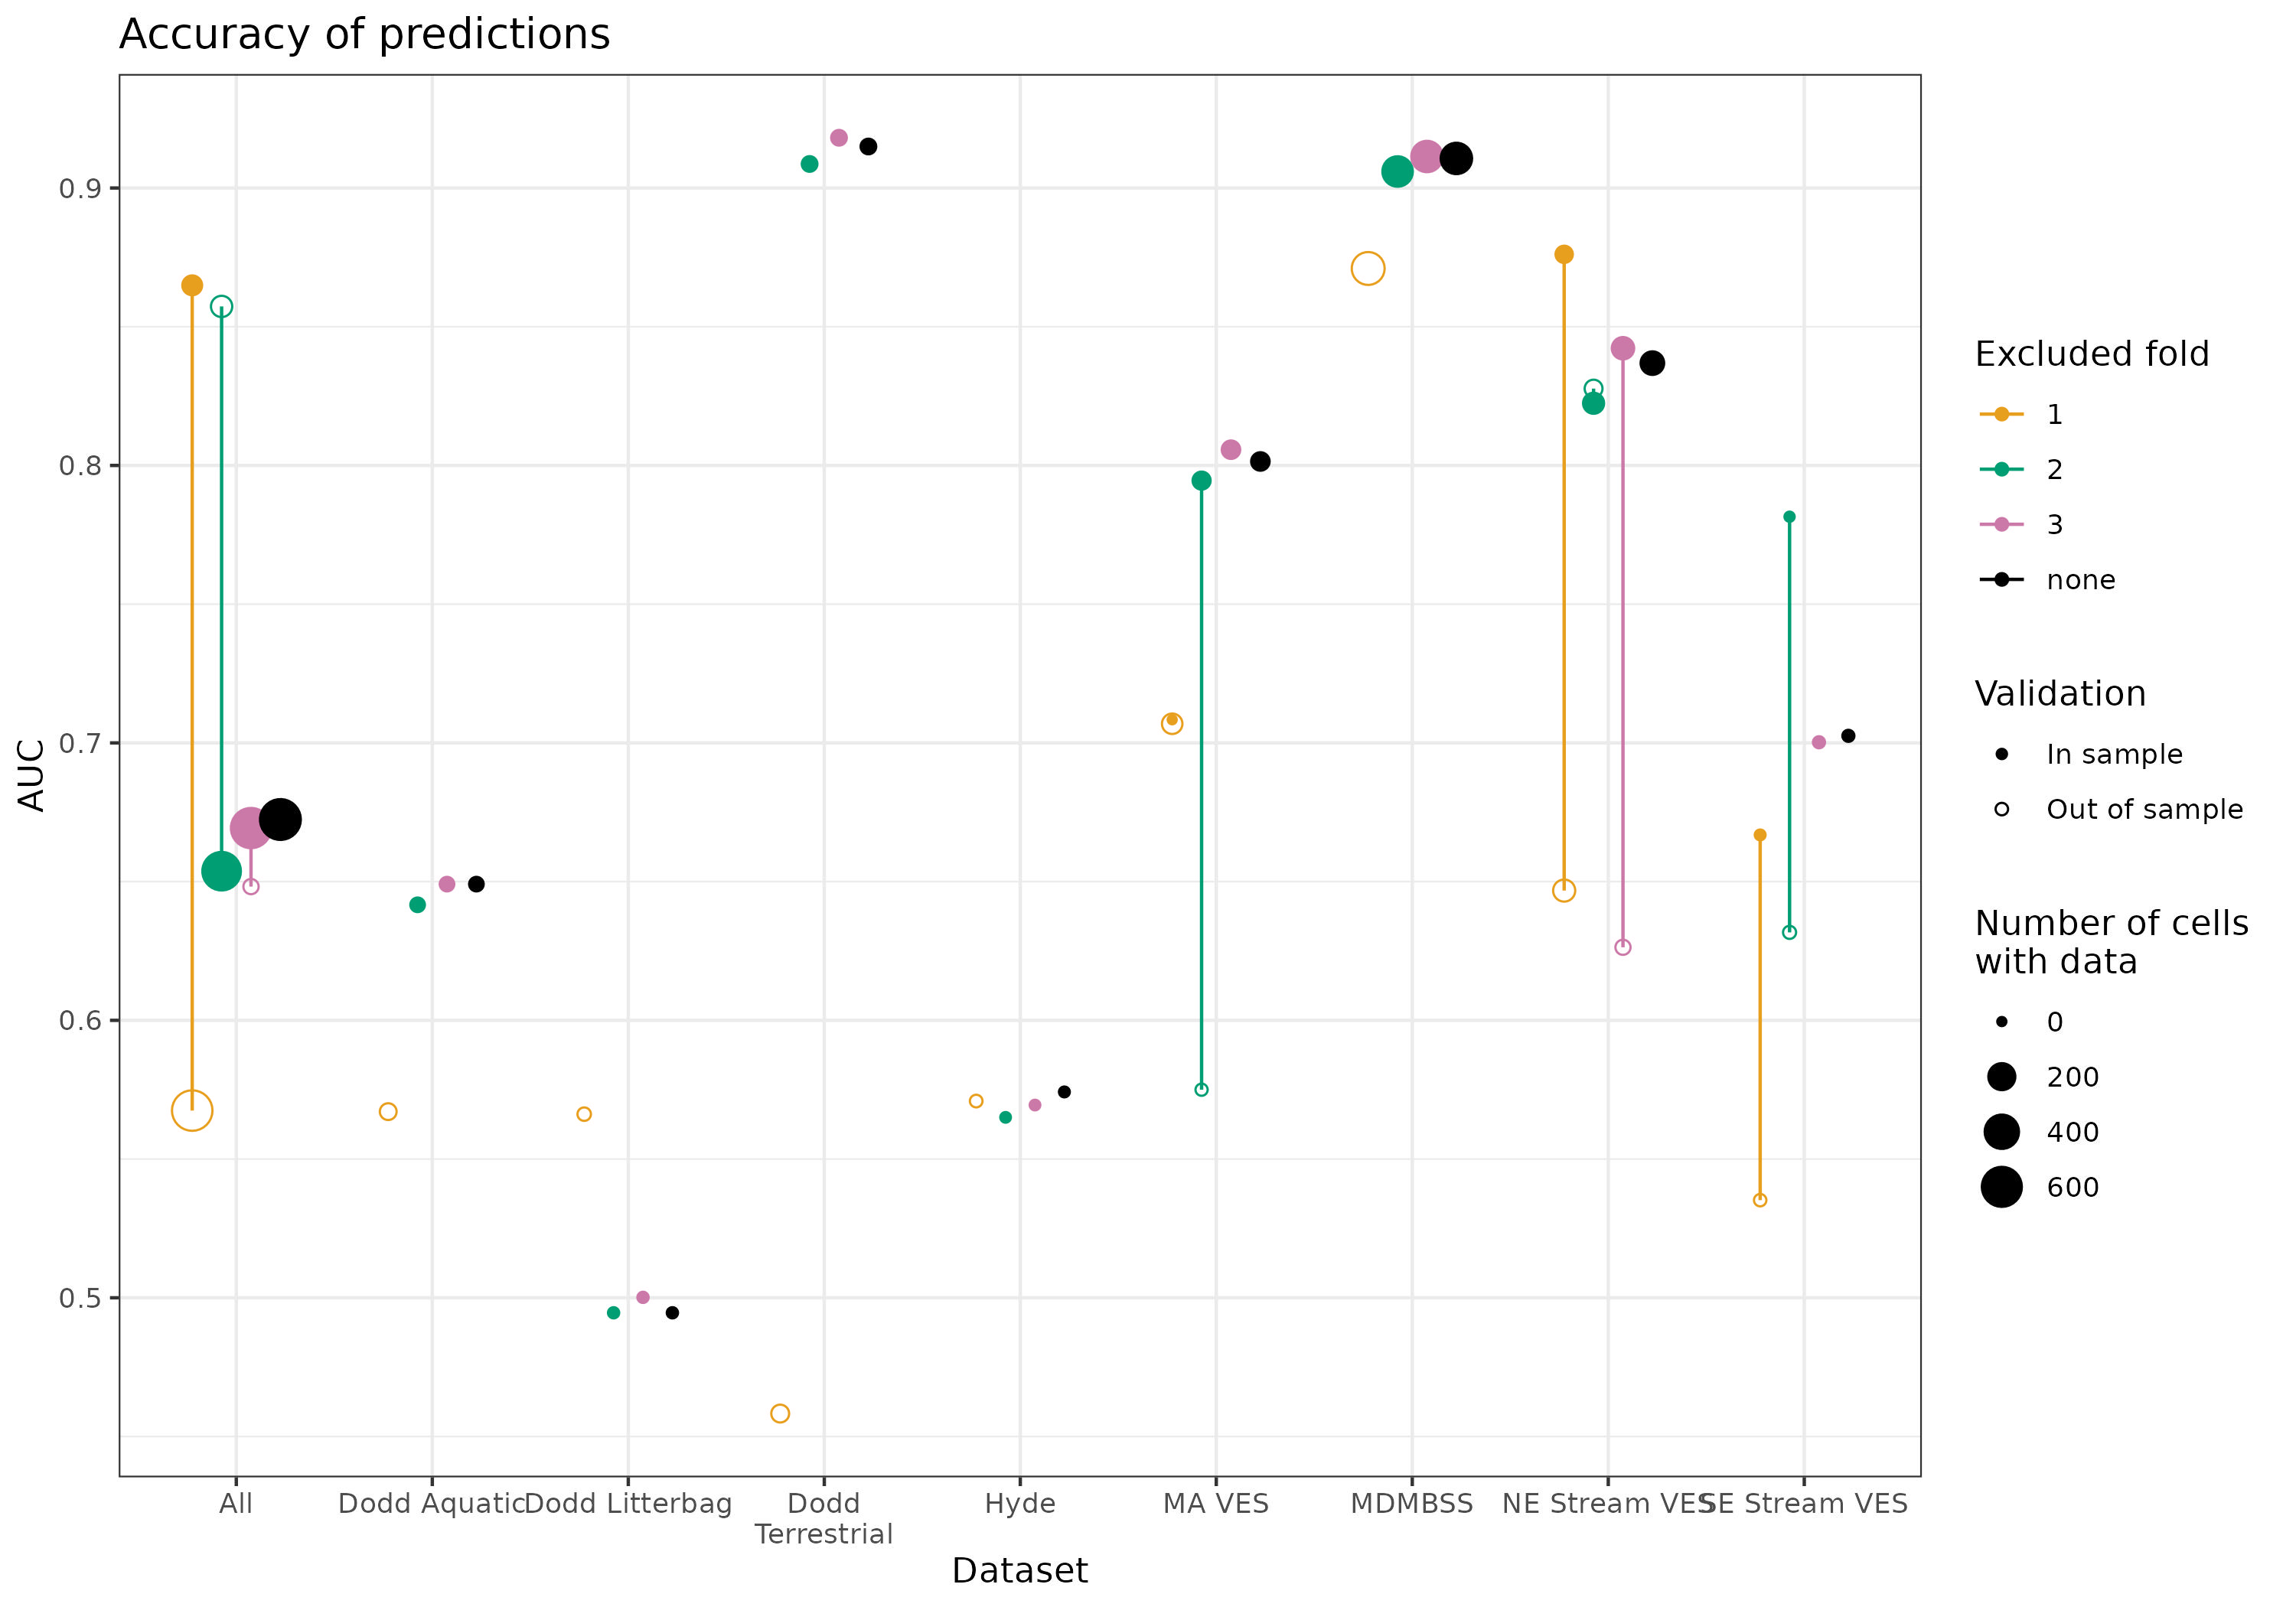 Accuracy of predictions
AUC
0.9
0.8
0.7
0.6
0.5
All
Dodd Aquatic
Dodd Litterbag
Dodd
Terrestrial
Hyde
MA VES
MDMBSS
NE Stream VES
SE Stream VES
Dataset
Excluded fold
1
2
3
none
Validation
In sample
Out of sample
Number of cells
with data
0
200
400
600